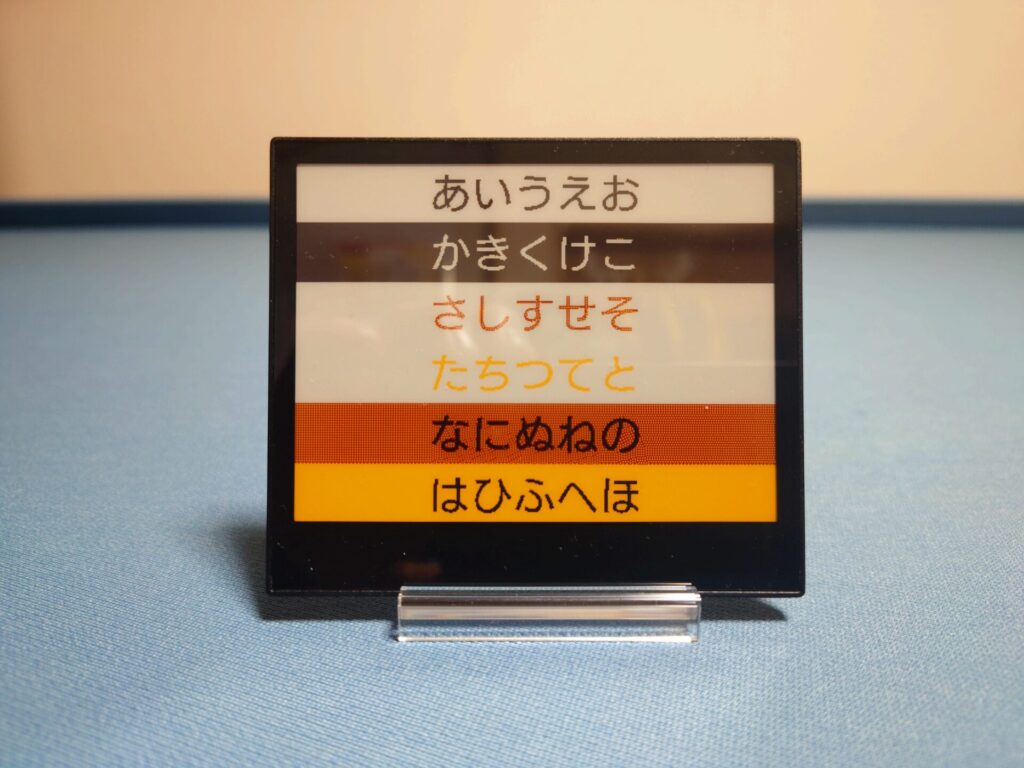 あいうえお
かきくけこ
さしすせそ
たちつてと
なにぬねの
はひふへほ